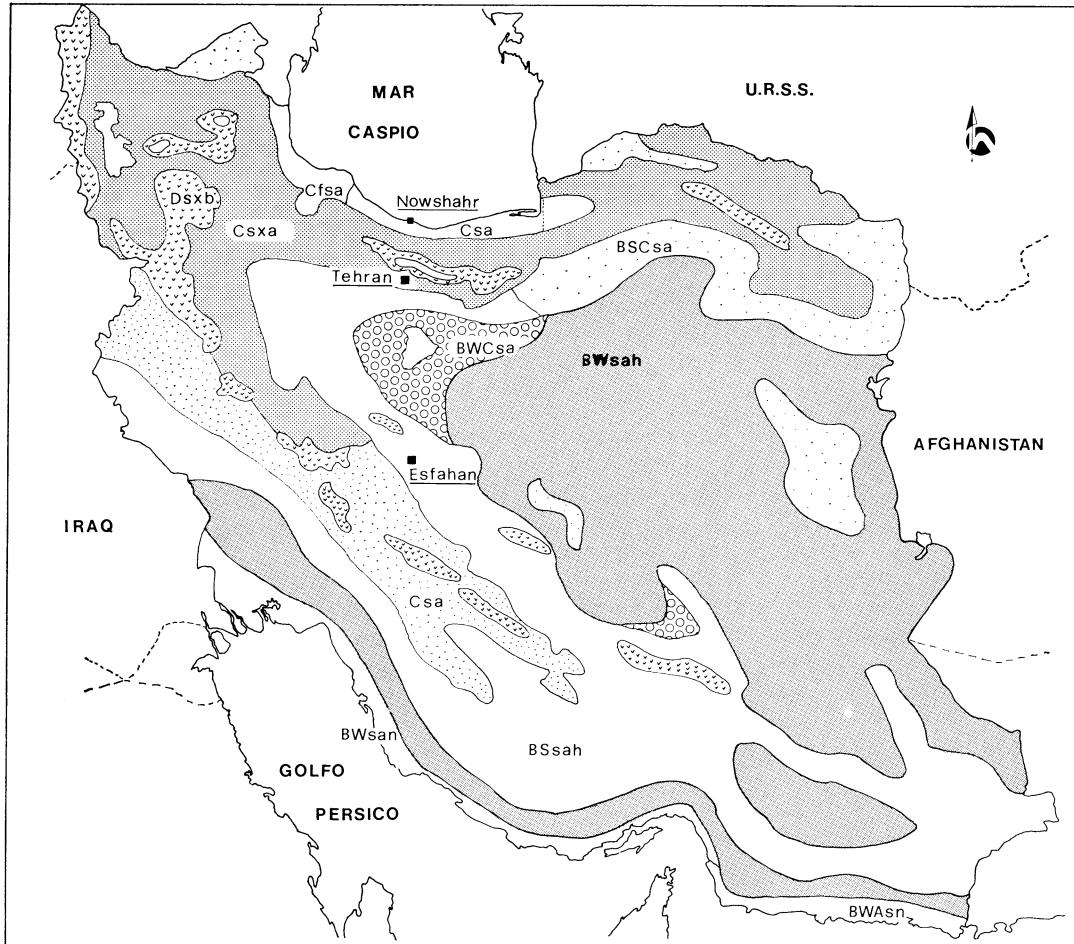 MAR
CASPIO
U.R.S.S.
Dsxb
Cfsa
Nowshahr
Csxa
Csa
BSCsa
Tehran
BWCsa
BWsah
Esfahan
AFGHANISTAN
IRAQ
Csa
BWsan
BSsah
GOLFO
PERSICO
BWAsn